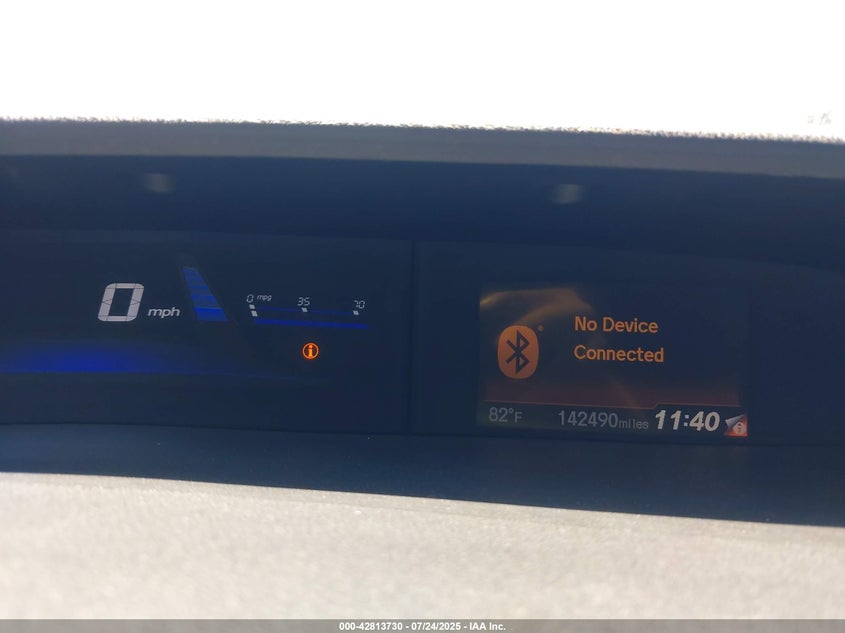 0 mph
0 mpg 35 70
No Device
Connected
82°F 142490miles 11:40
000-42813730 - 07/24/2025 - IAA Inc.